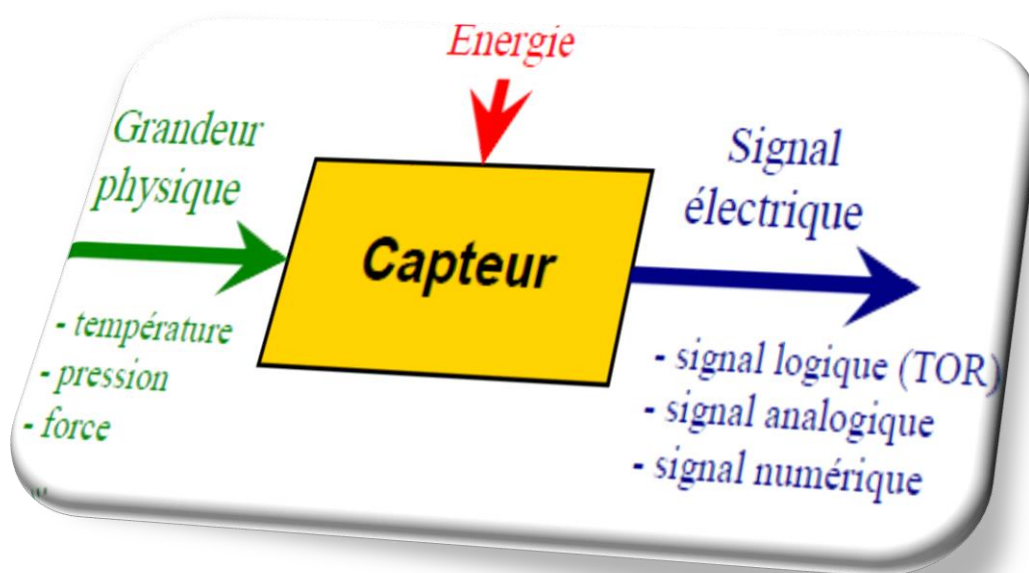 Energie
Grandeur
physique
Capteur
Signal
électrique
- température
- pression
- force
- signal logique (TOR)
- signal analogique
- signal numérique